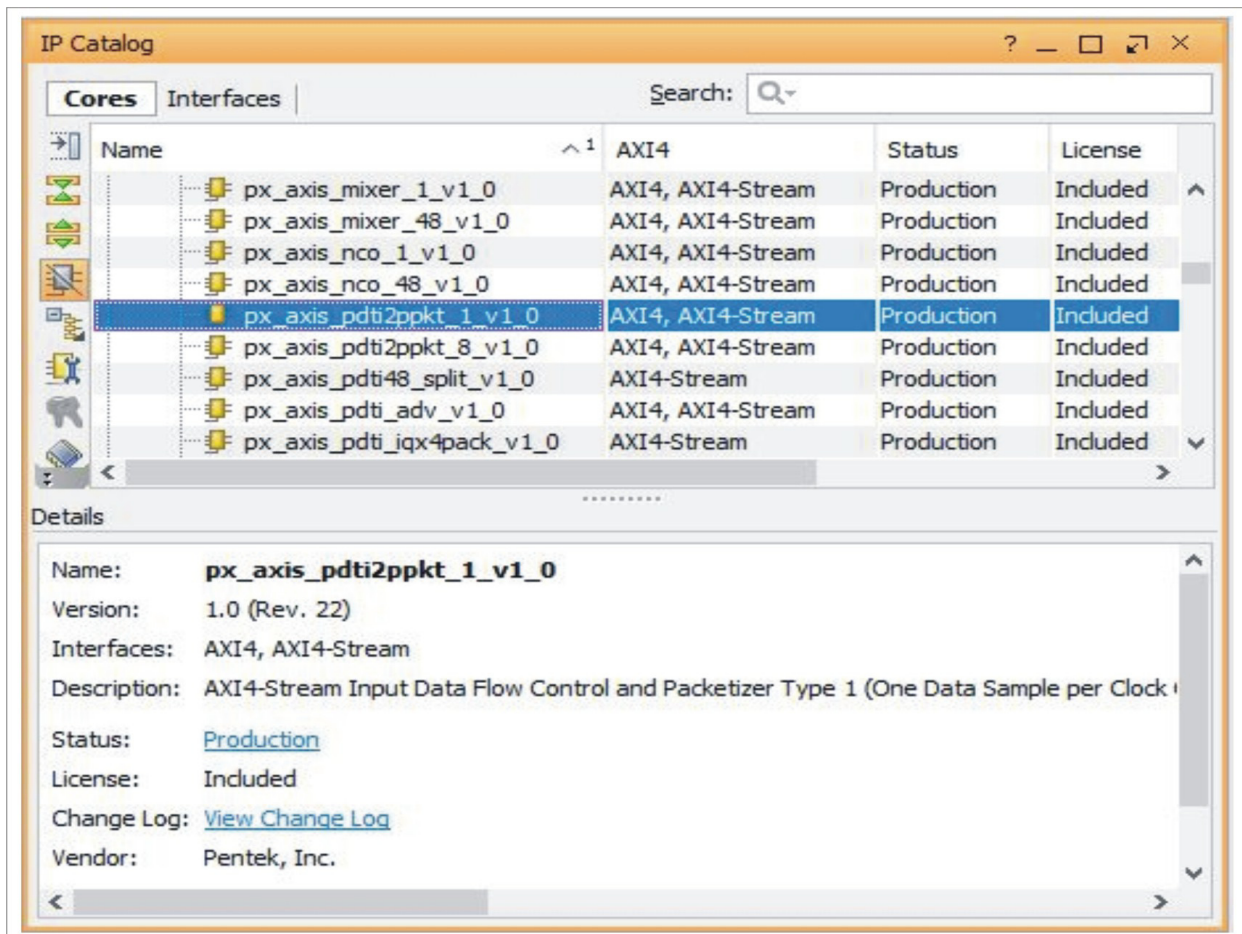 IP Catalog ?
Cores Interfaces Search:
Name 1 AXI4 Status License
px_axis_mixer_1_v1_0 AXI4, AXI4-Stream Production Included
px_axis_mixer_48_v1_0 AXI4, AXI4-Stream Production Included
px_axis_nco_1_v1_0 AXI4, AXI4-Stream Production Included
px_axis_nco_48_v1_0 AXI4, AXI4-Stream Production Included
px_axis_pdti2ppkt_1_v1_0 AXI4, AXI4-Stream Production Included
px_axis_pdti2ppkt_8_v1_0 AXI4, AXI4-Stream Production Included
px_axis_pdti48_split_v1_0 AXI4-Stream Production Included
px_axis_pdti_adv_v1_0 AXI4, AXI4-Stream Production Included
px_axis_pdti_iqx4pack_v1_0 AXI4-Stream Production Included
Details
Name: px_axis_pdti2ppkt_1_v1_0
Version: 1.0 (Rev. 22)
Interfaces: AXI4, AXI4-Stream
Description: AXI4-Stream Input Data Flow Control and Packetizer Type 1 (One Data Sample per Clock
Status: Production
License: Included
Change Log: View Change Log
Vendor: Pentek, Inc.